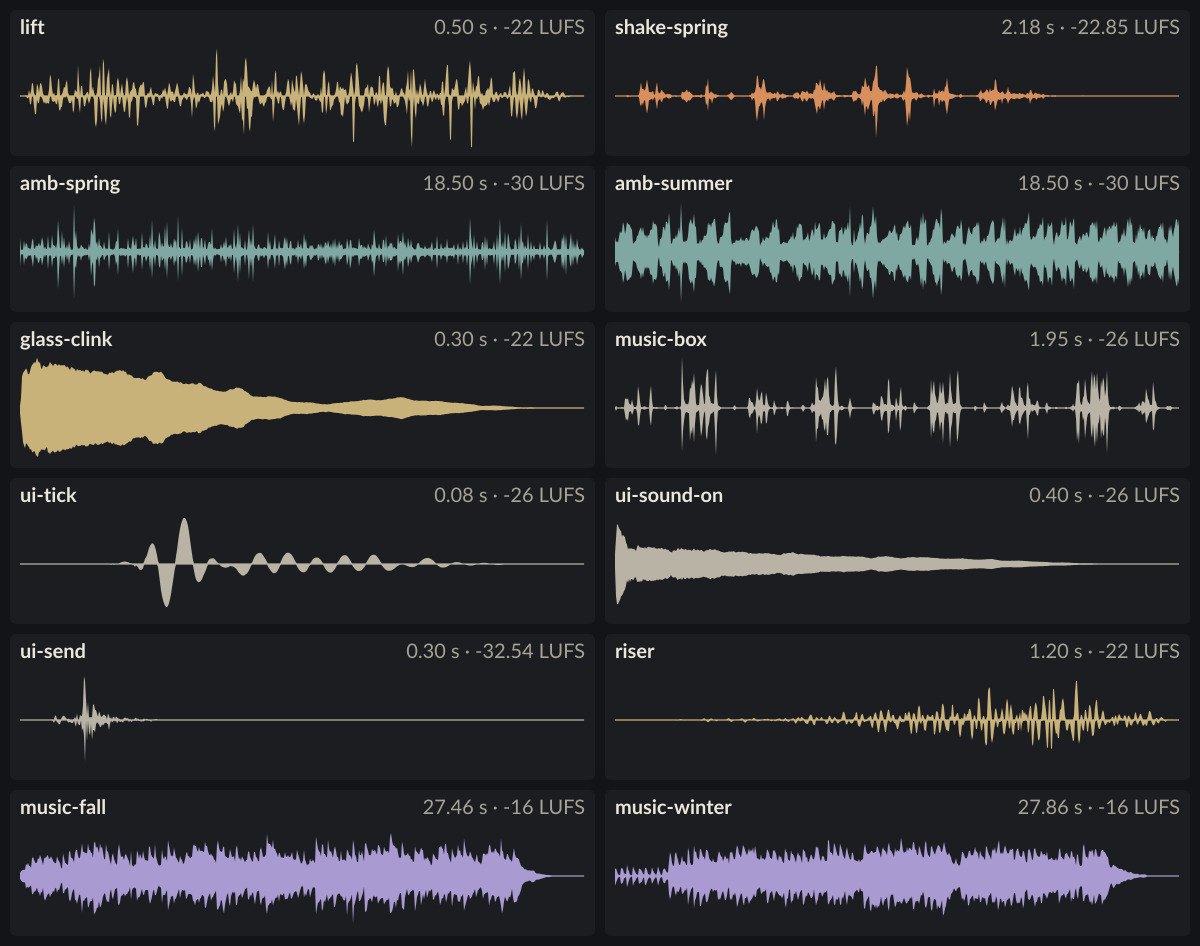 lift 0.50 s · -22 LUFS
shake-spring 2.18 s · -22.85 LUFS
amb-spring 18.50 s · -30 LUFS
amb-summer 18.50 s · -30 LUFS
glass-clink 0.30 s · -22 LUFS
music-box 1.95 s · -26 LUFS
ui-tick 0.08 s · -26 LUFS
ui-sound-on 0.40 s · -26 LUFS
ui-send 0.30 s · -32.54 LUFS
riser 1.20 s · -22 LUFS
music-fall 27.46 s · -16 LUFS
music-winter 27.86 s · -16 LUFS